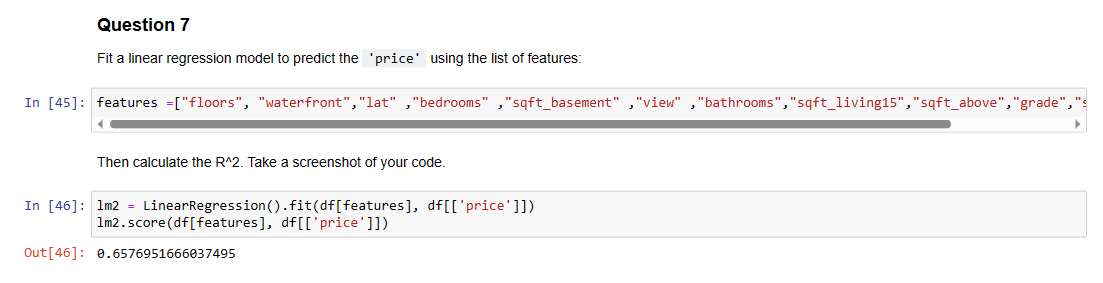 Question 7
Fit a linear regression model to predict the 'price' using the list of features:
In [45]: features =["floors", "waterfront","lat" ,"bedrooms" ,"sqft_basement" ,"view" ,"bathrooms","sqft_living15","sqft_above","grade","s
Then calculate the R^2. Take a screenshot of your code.
In [46]: lm2 = LinearRegression().fit(df[features], df[['price']])
lm2.score(df[features], df[['price']])
Out[46]: 0.6576951666037495